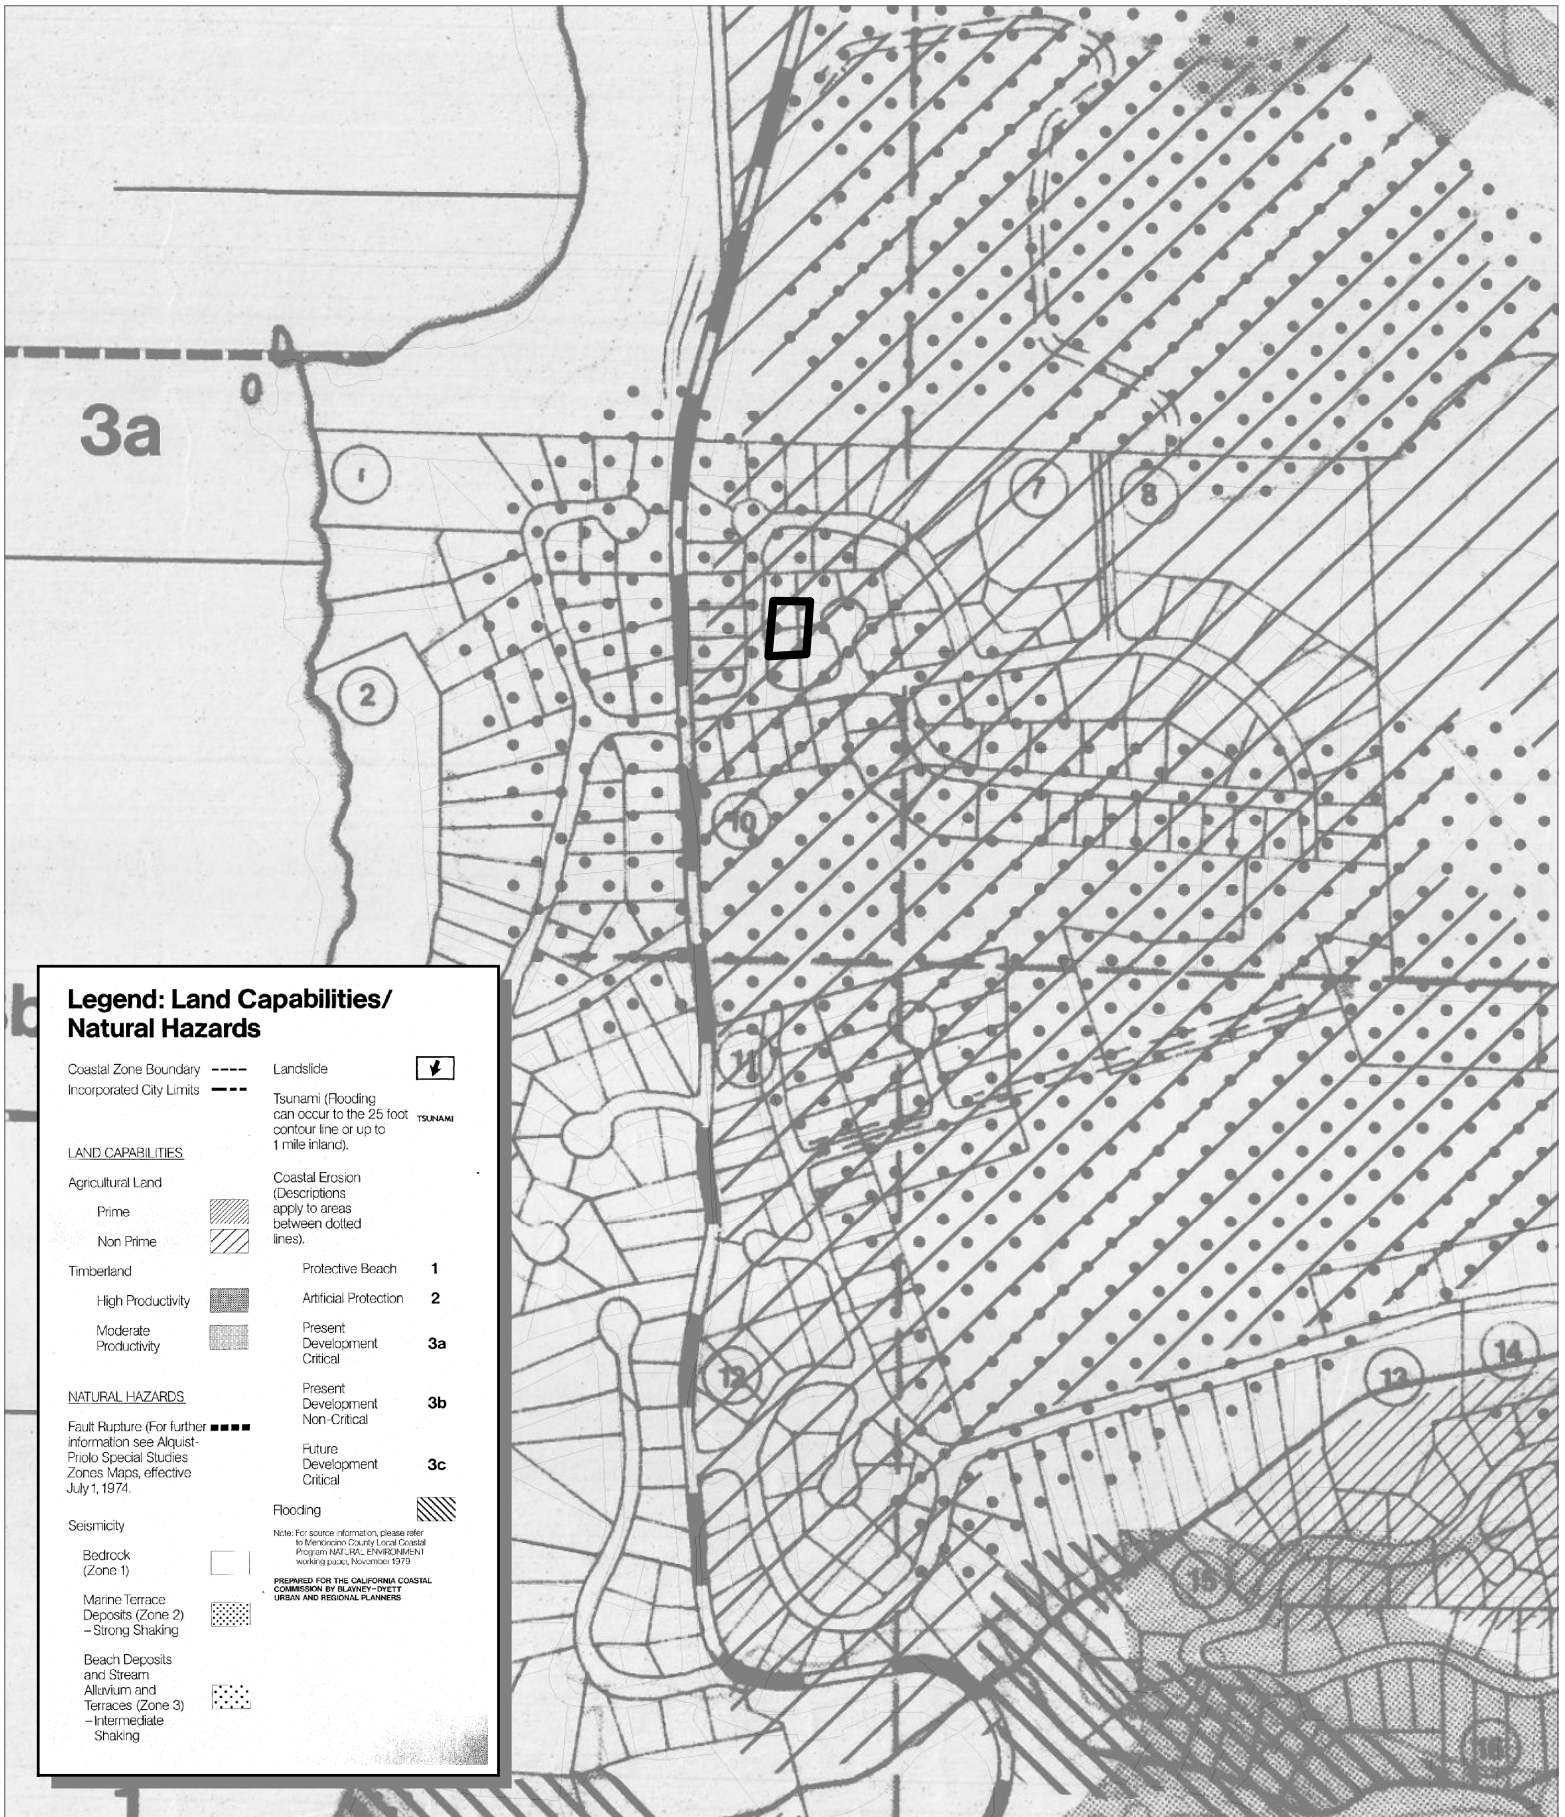 3a
0
1
2
7
8
10
11
12
13
14
15
16
b
1
Legend: Land Capabilities/
Natural Hazards
Coastal Zone Boundary
Incorporated City Limits
LAND CAPABILITIES
Agricultural Land
Prime
Non Prime
Timberland
High Productivity
Moderate
Productivity
NATURAL HAZARDS
Fault Rupture (For further
information see Alquist-
Priolo Special Studies
Zones Maps, effective
July 1, 1974.
Seismicity
Bedrock
(Zone 1)
Marine Terrace
Deposits (Zone 2)
–Strong Shaking
Beach Deposits
and Stream
Alluvium and
Terraces (Zone 3)
–Intermediate
Shaking
Landslide
Tsunami (Flooding
can occur to the 25 foot
contour line or up to
1 mile inland).
TSUNAMI
Coastal Erosion
(Descriptions
apply to areas
between dotted
lines).
Protective Beach 1
Artificial Protection 2
Present
Development 3a
Critical
Present
Development 3b
Non-Critical
Future
Development 3c
Critical
Flooding
Note: For source information, please refer
to Mendocino County Local Coastal
Program NATURAL ENVIRONMENT
working paper, November 1979
PREPARED FOR THE CALIFORNIA COASTAL
COMMISSION BY BLAYNEY-DYETT
URBAN AND REGIONAL PLANNERS